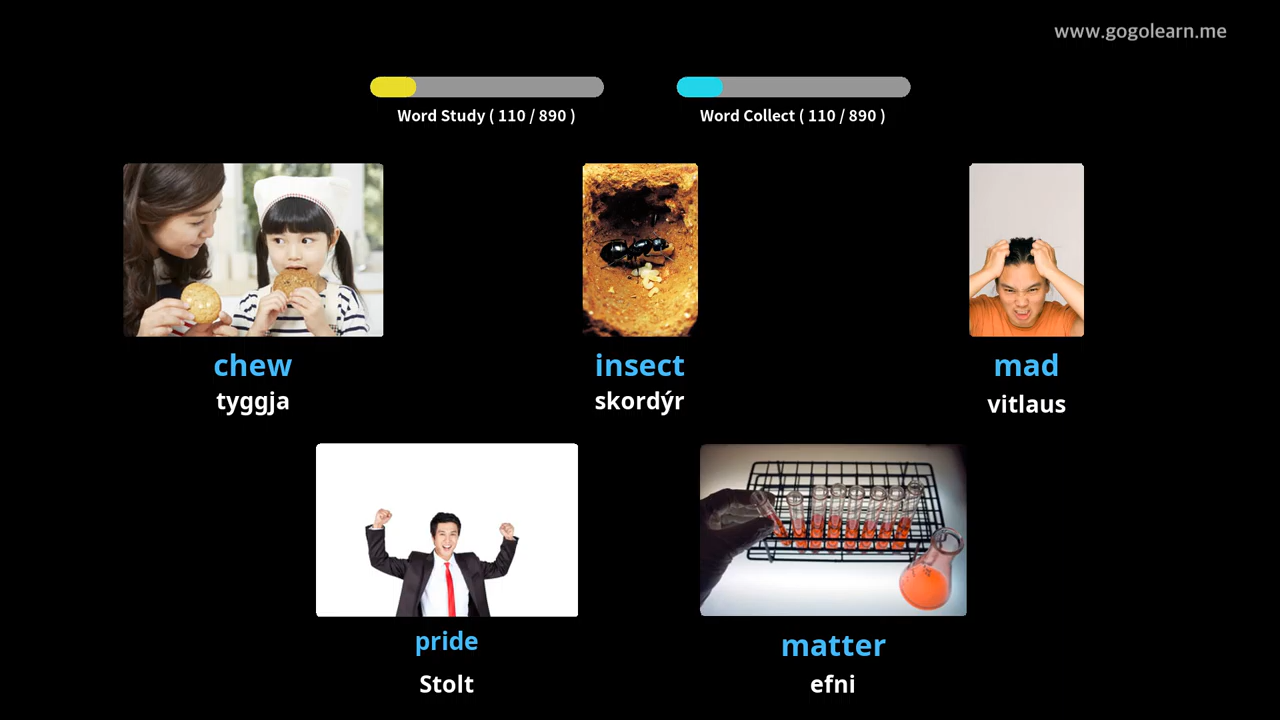 www.gogolearn.me
Word Study ( 110 / 890 )
Word Collect ( 110 / 890 )
chew
tyggja
insect
skordýr
mad
vitlaus
pride
Stolt
matter
efni